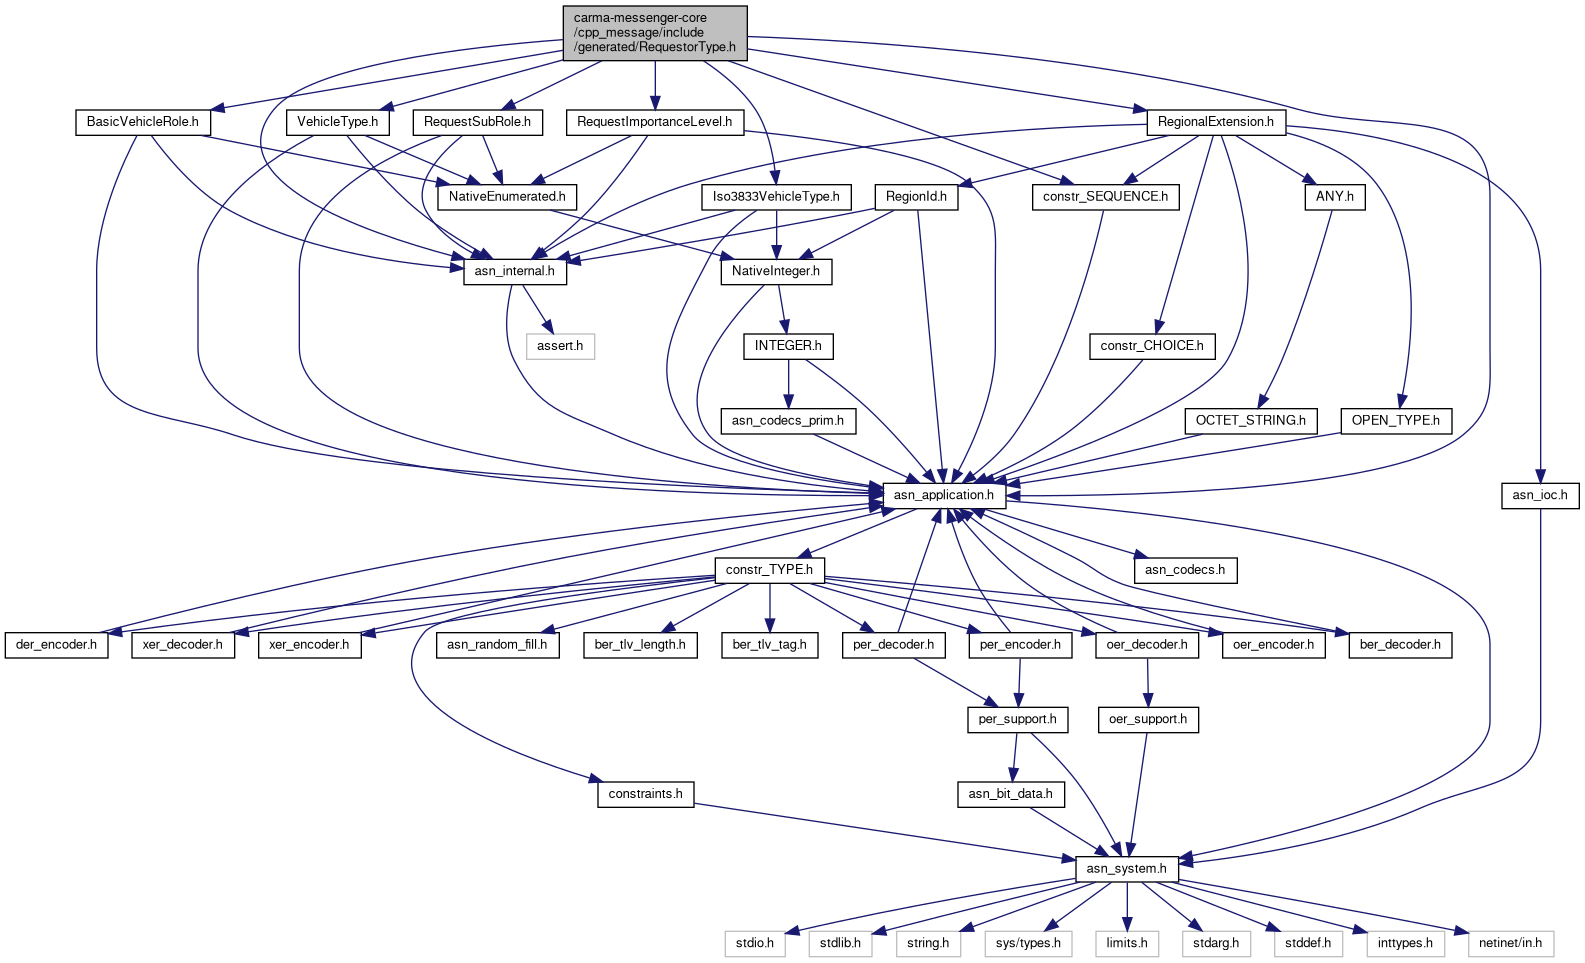 carma-messenger-core
/cpp_message/include
/generated/RequestorType.h
BasicVehicleRole.h
VehicleType.h
RequestSubRole.h
RequestImportanceLevel.h
RegionalExtension.h
NativeEnumerated.h
Iso3833VehicleType.h
RegionId.h
constr_SEQUENCE.h
ANY.h
asn_internal.h
NativeInteger.h
assert.h
INTEGER.h
constr_CHOICE.h
asn_codecs_prim.h
OCTET_STRING.h
OPEN_TYPE.h
asn_application.h
asn_ioc.h
constr_TYPE.h
asn_codecs.h
der_encoder.h
xer_decoder.h
xer_encoder.h
asn_random_fill.h
ber_tlv_length.h
ber_tlv_tag.h
per_decoder.h
per_encoder.h
oer_decoder.h
oer_encoder.h
ber_decoder.h
per_support.h
oer_support.h
constraints.h
asn_bit_data.h
asn_system.h
stdio.h
stdlib.h
string.h
sys/types.h
limits.h
stdarg.h
stddef.h
inttypes.h
netinet/in.h